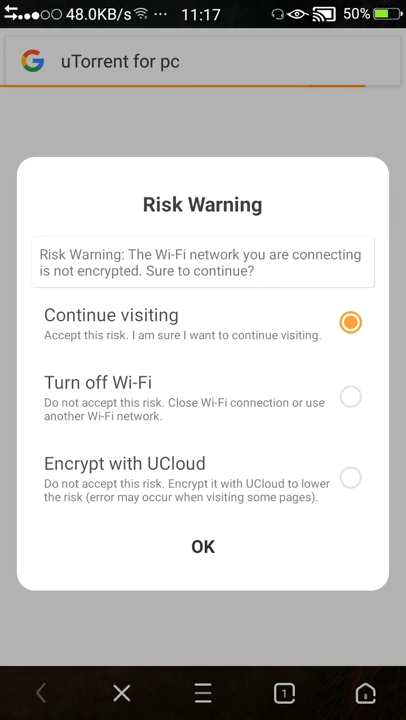 48.0KB/s ··· 11:17 50%
uTorrent for pc
Risk Warning
Risk Warning: The Wi-Fi network you are connecting
is not encrypted. Sure to continue?
Continue visiting
Accept this risk. I am sure I want to continue visiting.
Turn off Wi-Fi
Do not accept this risk. Close Wi-Fi connection or use
another Wi-Fi network.
Encrypt with UCloud
Do not accept this risk. Encrypt it with UCloud to lower
the risk (error may occur when visiting some pages).
OK
1